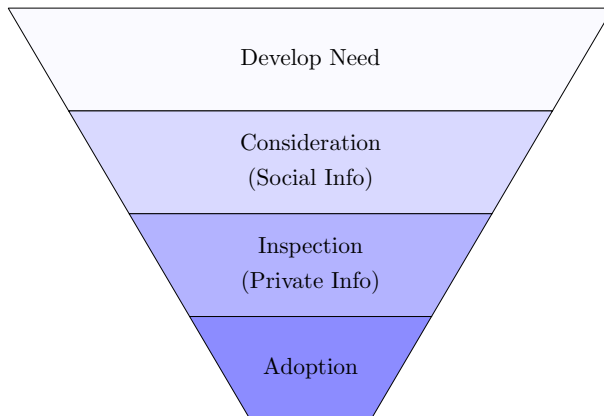 Develop Need
Consideration
(Social Info)
Inspection
(Private Info)
Adoption